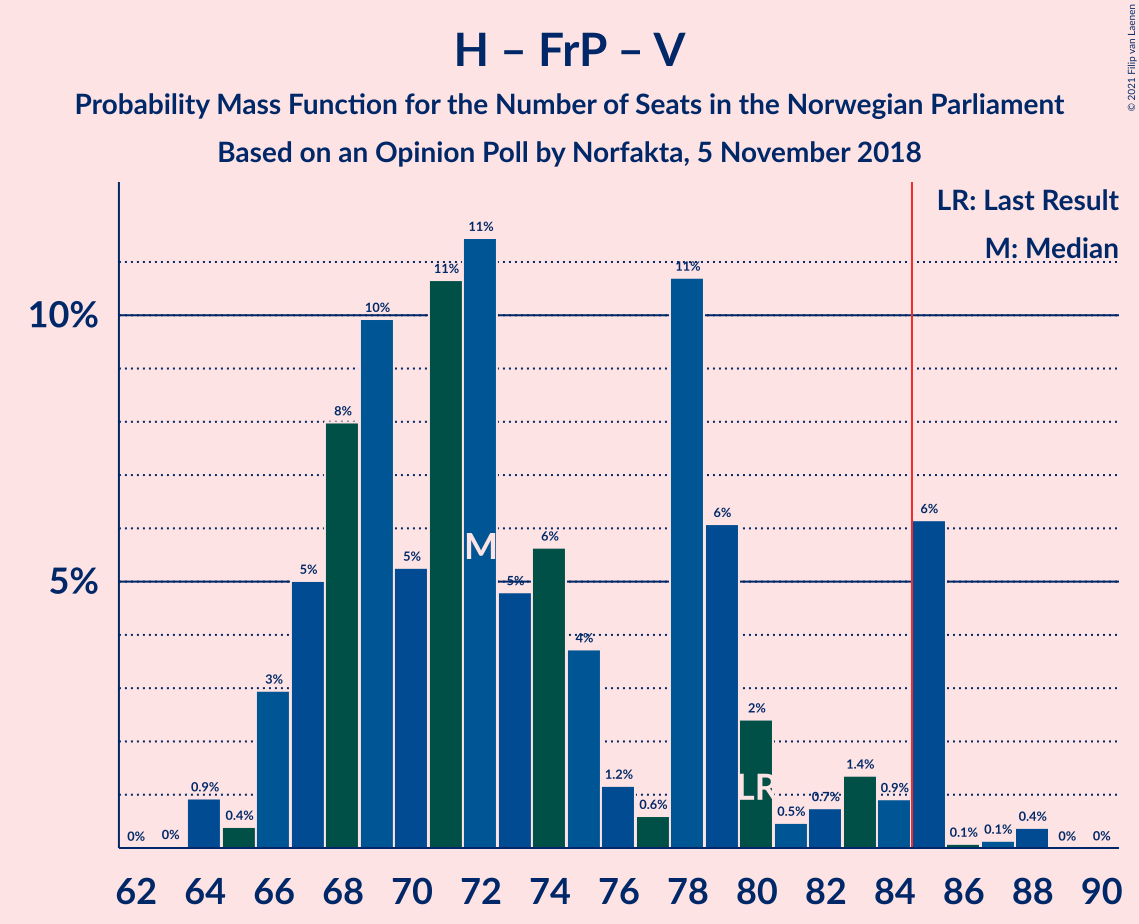 © 2021 Filip van Laenen
H – FrP – V
Probability Mass Function for the Number of Seats in the Norwegian Parliament
Based on an Opinion Poll by Norfakta, 5 November 2018
LR: Last Result
M: Median
10%
5%
0% 0% 0.9% 0.4% 3% 5% 8% 10% 5% 11% 11% 5% 6% 4% 1.2% 0.6% 11% 6% 2% 0.5% 0.7% 1.4% 0.9% 6% 0.1% 0.1% 0.4% 0% 0%
M
LR
62 64 66 68 70 72 74 76 78 80 82 84 86 88 90